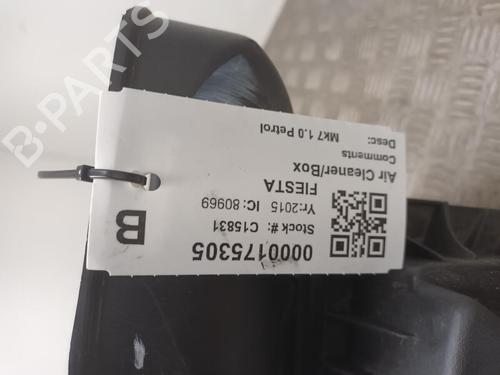 0000175305
Stock #: C15831
Yr: 2015 IC: 80969
FIESTA
Air Cleaner/Box
Comments
Desc: Mk7 1.0 Petrol
B
B-PARTS